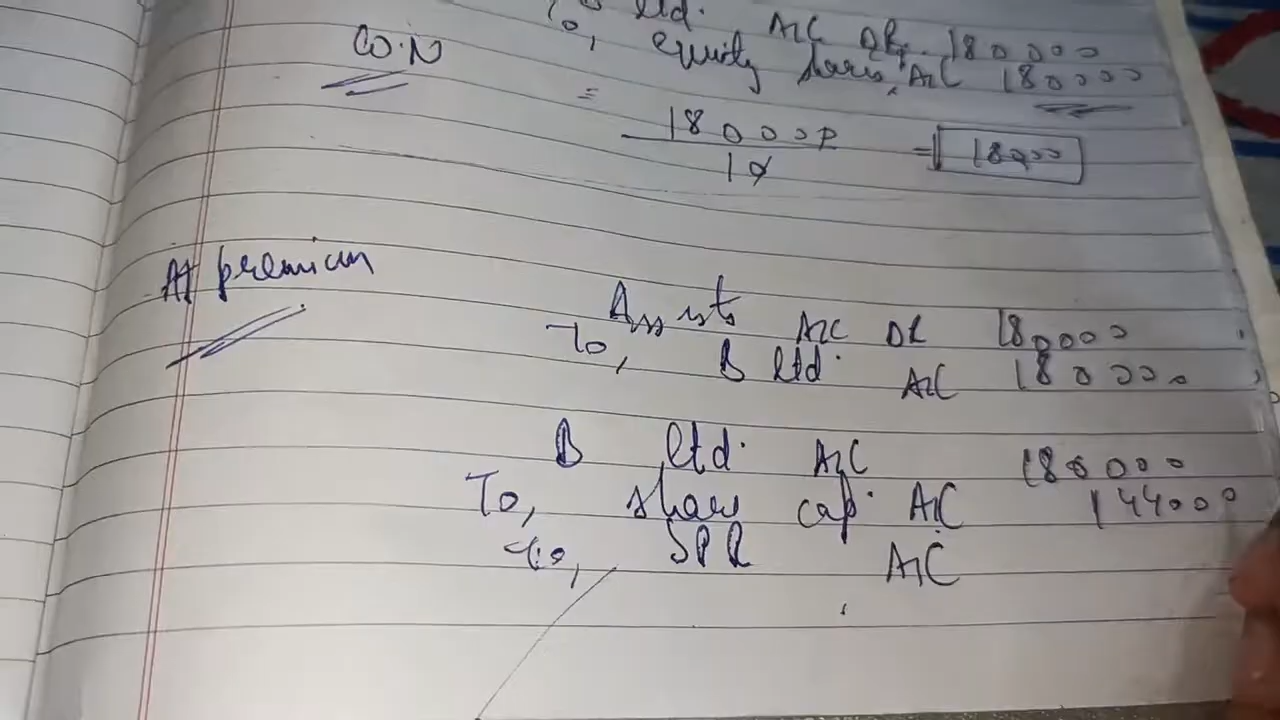 ltd. A/C DR. 180000
To, equity shares A/C 180000
CO.N
= 180000
10
= 18000
At premium
Assets A/C DR 180000
To, B ltd. A/C 180000
B ltd. A/C 180000
To, share cap. A/C 144000
To, SPR A/C